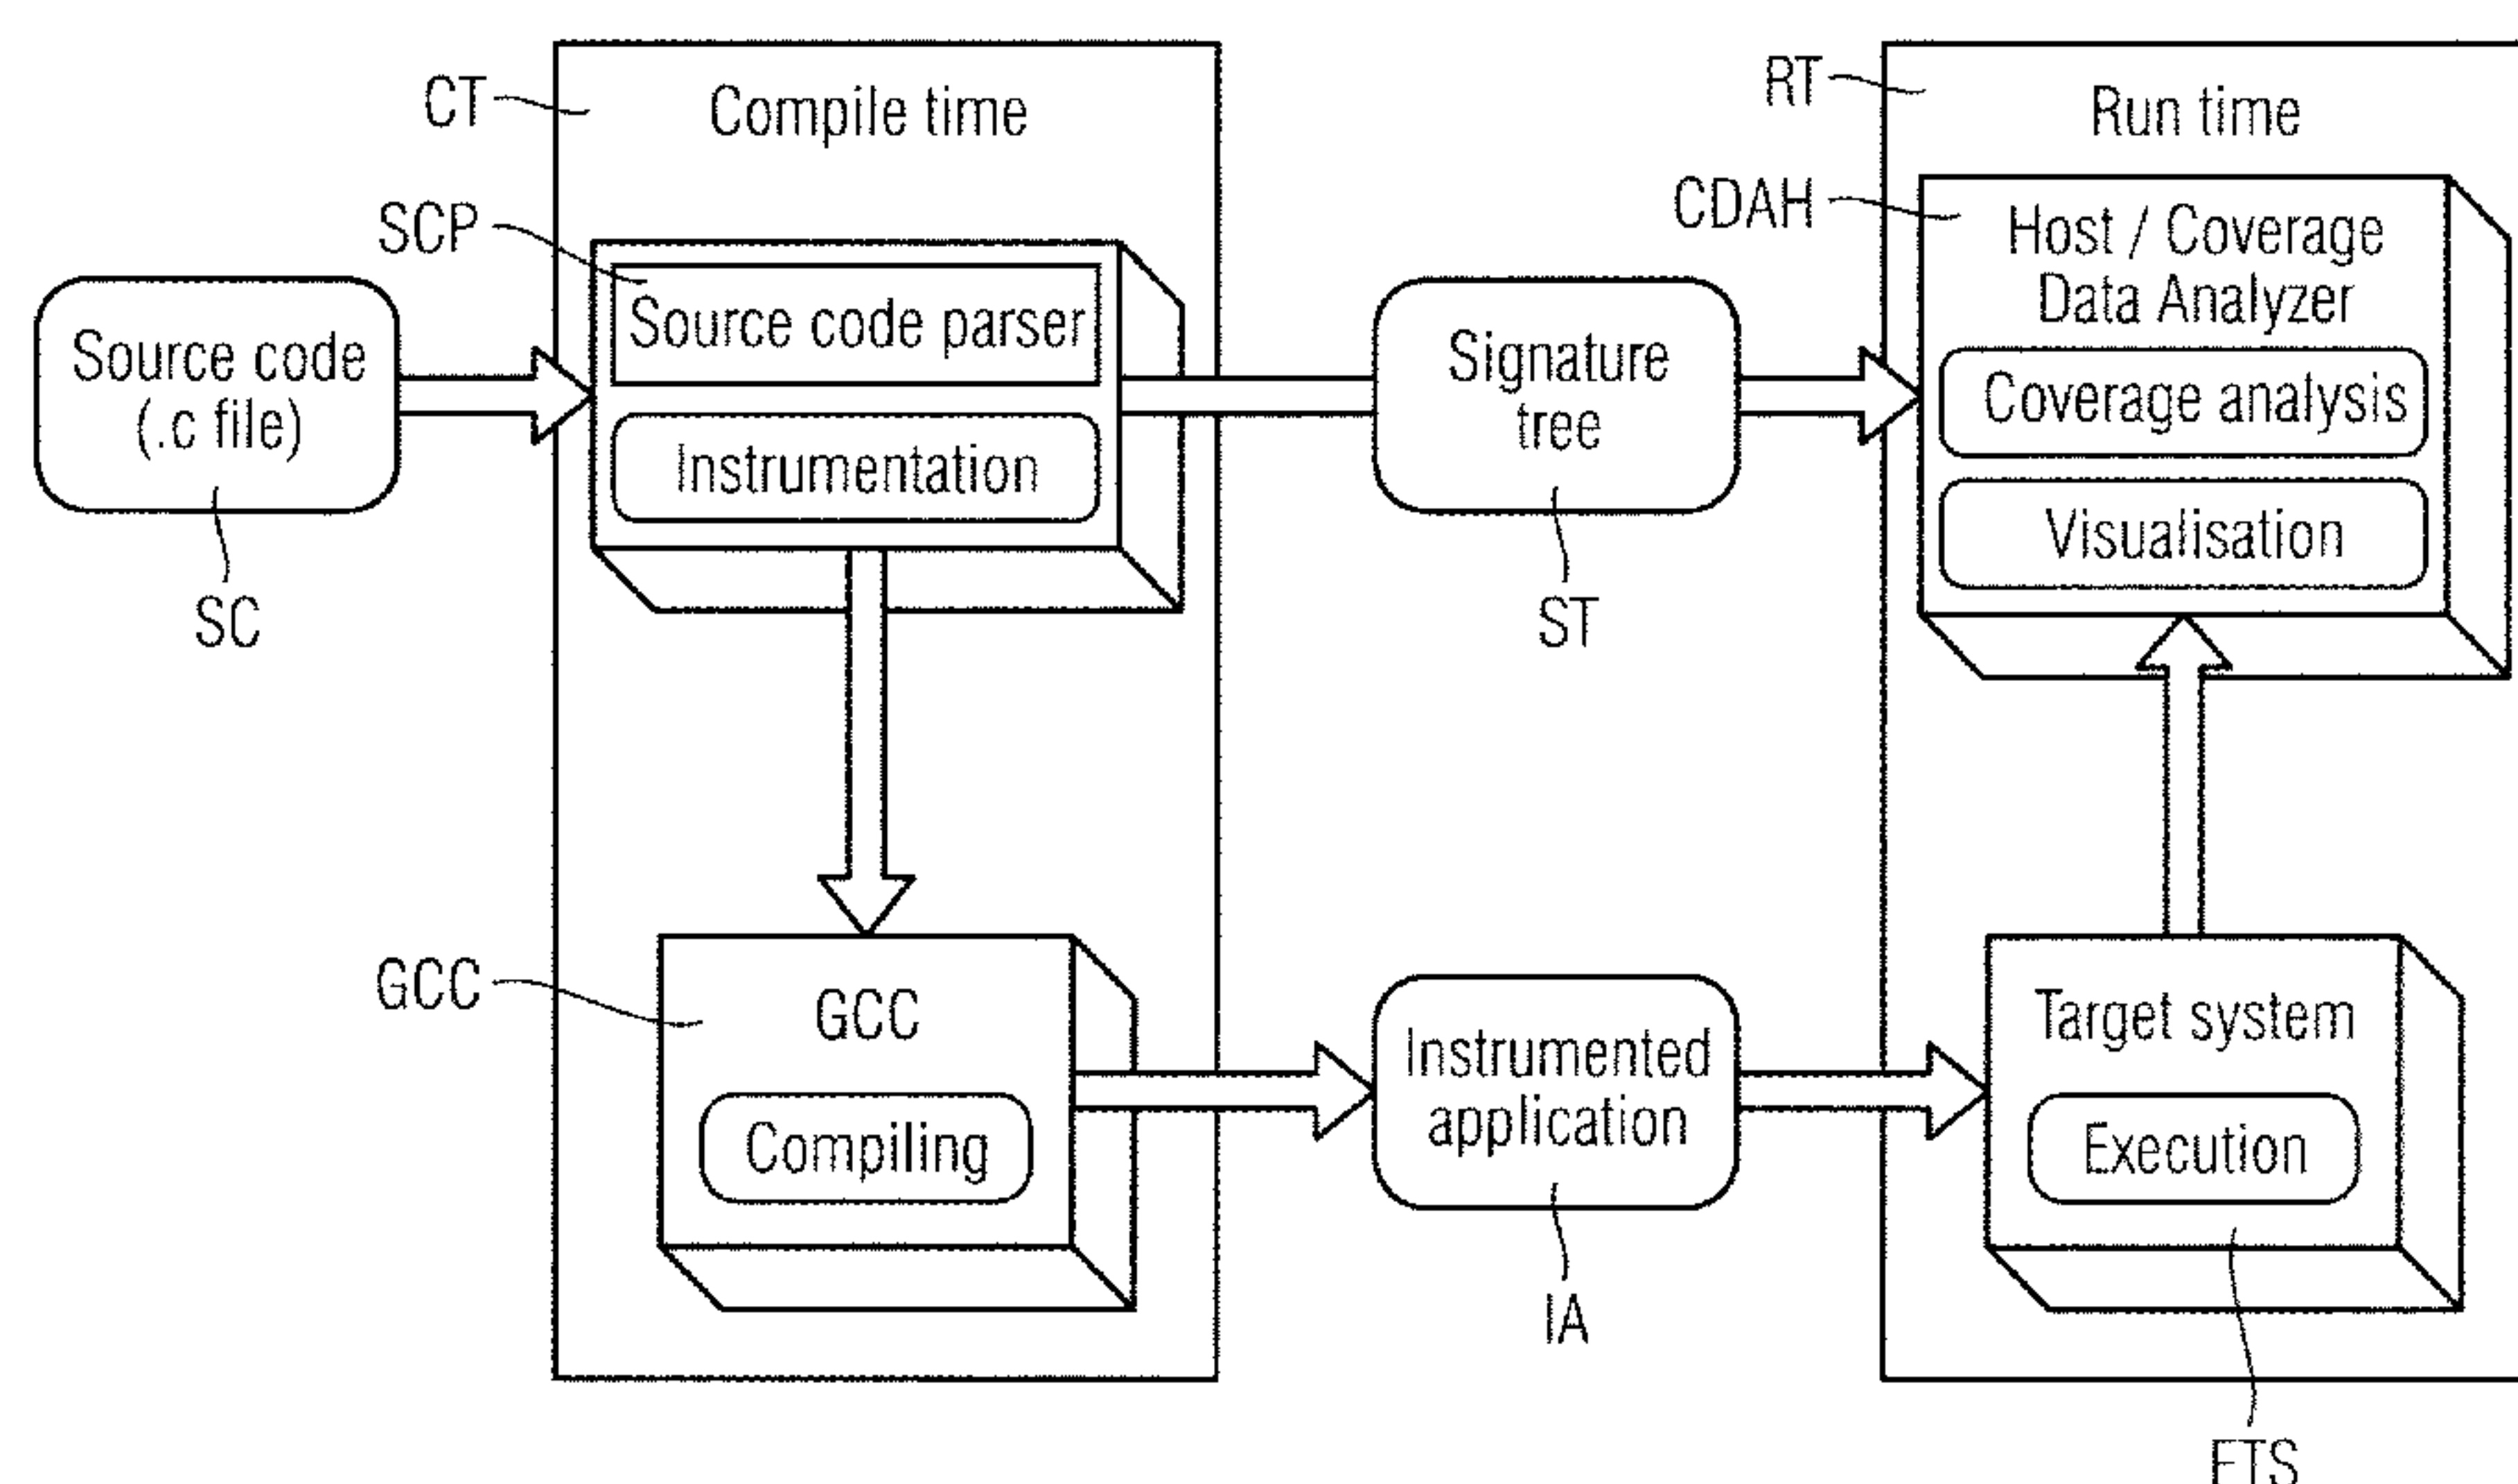 CT
Compile time
RT
Run time
SCP
CDAH
Host / Coverage
Data Analyzer
Source code parser
Source code
(.c file)
Signature
tree
Coverage analysis
Instrumentation
Visualisation
SC
ST
GCC
GCC
Target system
Instrumented
application
Compiling
Execution
IA